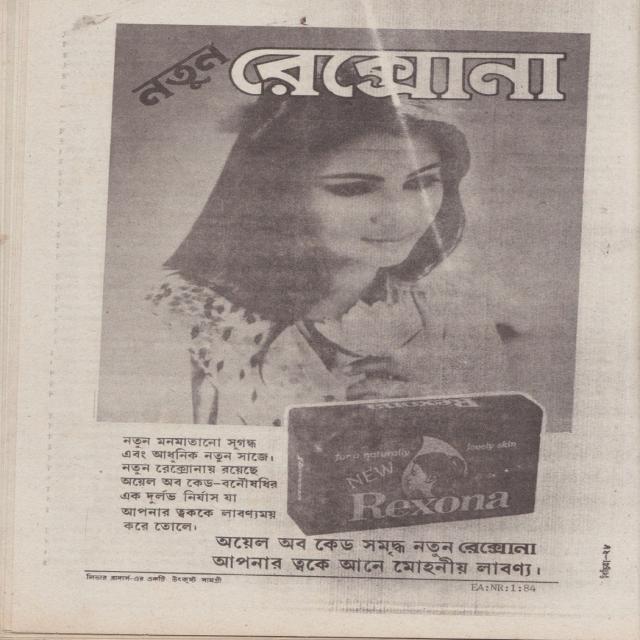 নতুন রেক্সোনা
Rexona
for a naturally lovely skin
NEW
Rexona
নতুন মনমাতানো সুগন্ধ
এবং আধুনিক নতুন সাজে।
নতুন রেক্সোনায় রয়েছে
অয়েল অব কেড-বনৌষধির
এক দুর্লভ নির্যাস যা
আপনার ত্বককে লাবণ্যময়
করে তোলে।
অয়েল অব কেড সমৃদ্ধ নতুন রেক্সোনা
আপনার ত্বকে আনে মোহনীয় লাবণ্য।
লিভার ব্রাদার্স-এর একটি উৎকৃষ্ট সামগ্রী
EA:NR:1:84